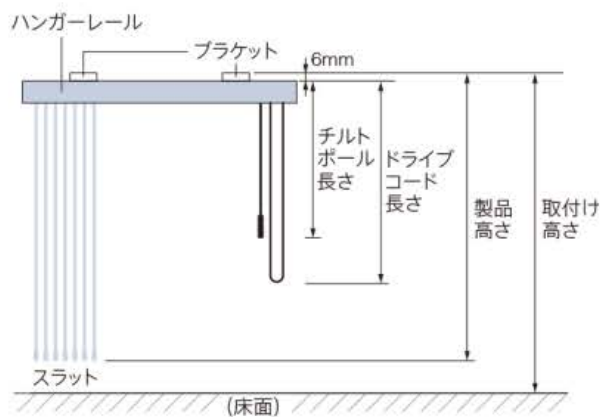 ハンガーレール
ブラケット
6mm
チルト
ポール
長さ
ドライブ
コード
長さ
製品
高さ
取付け
高さ
スラット
(床面)